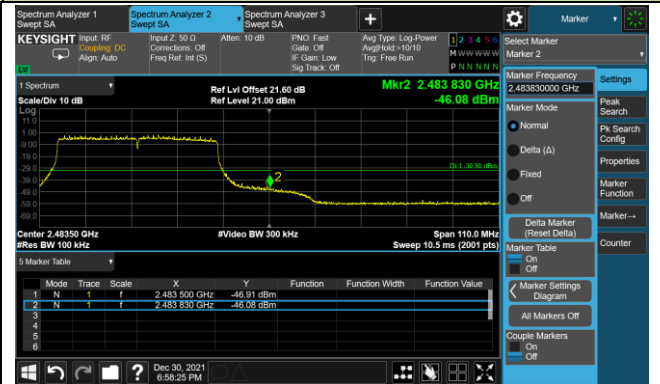 Spectrum Analyzer 1
Swept SA
Spectrum Analyzer 2
Swept SA
Spectrum Analyzer 3
Swept SA
+
Marker
KEYSIGHT
Input: RF
Coupling: DC
Align: Auto
Input Z: 50 Ω
Corrections: Off
Freq Ref: Int (S)
Atten: 10 dB
PNO: Fast
Gate: Off
IF Gain: Low
Sig Track: Off
Avg Type: Log-Power
Avg|Hold:>10/10
Trig: Free Run
1 2 3 4 5 6
M W W W W W
P N N N N N
Select Marker
Marker 2
1 Spectrum
Scale/Div 10 dB
Ref Lvl Offset 21.60 dB
Ref Level 21.00 dBm
Mkr2 2.483 830 GHz
-46.08 dBm
Log
11.0
1.00
-9.00
-19.0
-29.0
-39.0
-49.0
-59.0
-69.0
DL1 -30.90 dBm
2
Center 2.48350 GHz
#Res BW 100 kHz
#Video BW 300 kHz
Span 110.0 MHz
Sweep 10.5 ms (2001 pts)
5 Marker Table
Mode Trace Scale X Y Function Function Width Function Value
1 N 1 f 2.483 500 GHz -46.91 dBm
2 N 1 f 2.483 830 GHz -46.08 dBm
3
4
5
6
Marker Frequency
2.483830000 GHz
Marker Mode
Normal
Delta (Δ)
Fixed
Off
Delta Marker
(Reset Delta)
Marker Table
On
Off
Marker Settings
Diagram
All Markers Off
Couple Markers
On
Off
Settings
Peak
Search
Pk Search
Config
Properties
Marker
Function
Marker→
Counter
?
Dec 30, 2021
6:58:25 PM